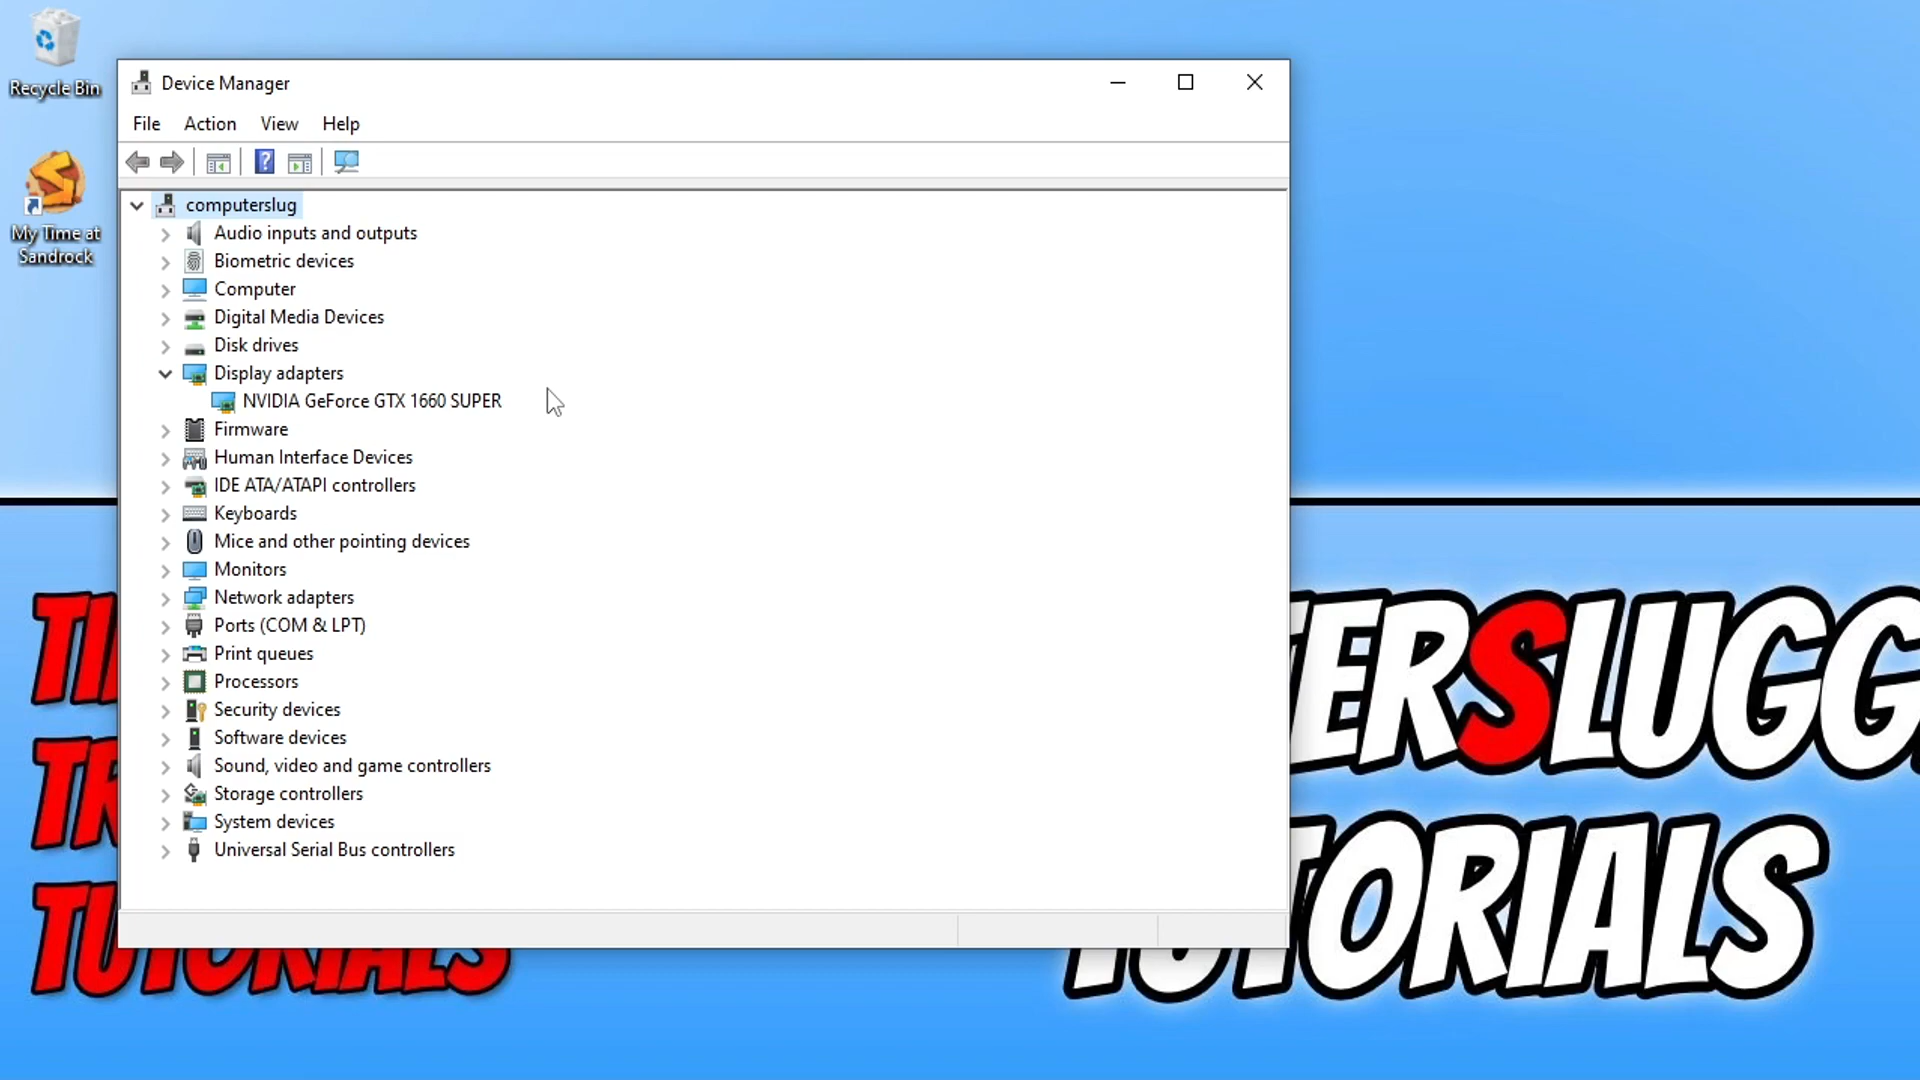 Recycle Bin
My Time at
Sandrock
Device Manager
File Action View Help
computerslug
Audio inputs and outputs
Biometric devices
Computer
Digital Media Devices
Disk drives
Display adapters
NVIDIA GeForce GTX 1660 SUPER
Firmware
Human Interface Devices
IDE ATA/ATAPI controllers
Keyboards
Mice and other pointing devices
Monitors
Network adapters
Ports (COM & LPT)
Print queues
Processors
Security devices
Software devices
Sound, video and game controllers
Storage controllers
System devices
Universal Serial Bus controllers
TUTORIALS
ERSLUGG
TUTORIALS